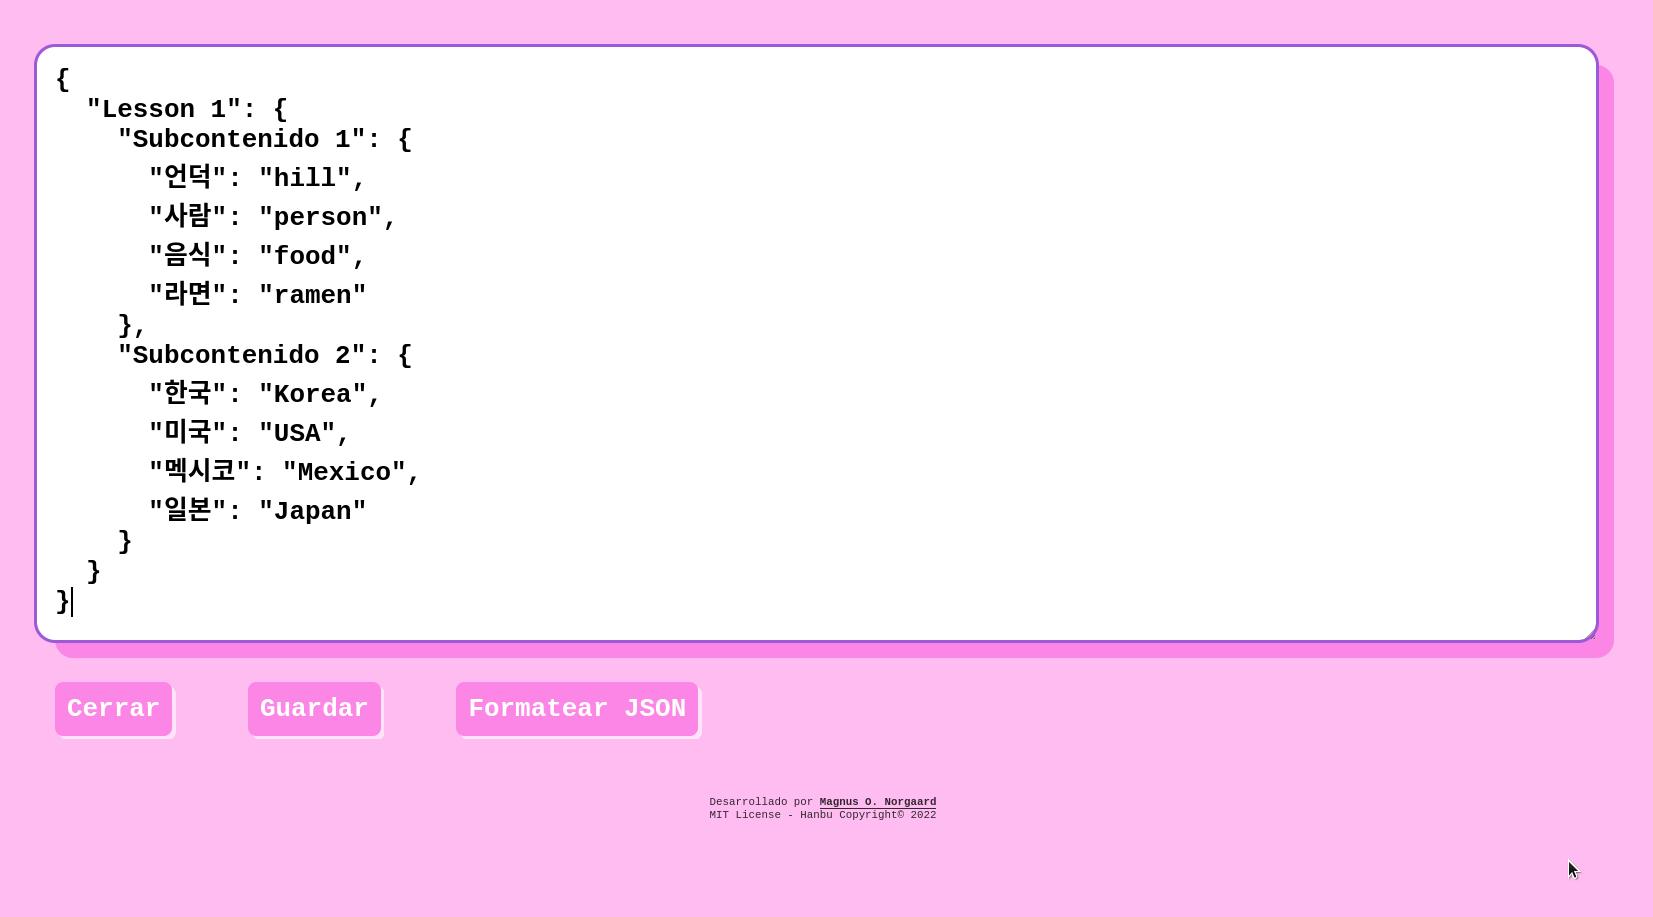 {
  "Lesson 1": {
    "Subcontenido 1": {
      "언덕": "hill",
      "사람": "person",
      "음식": "food",
      "라면": "ramen"
    },
    "Subcontenido 2": {
      "한국": "Korea",
      "미국": "USA",
      "멕시코": "Mexico",
      "일본": "Japan"
    }
  }
}
Cerrar Guardar Formatear JSON
Desarrollado por Magnus O. Norgaard
MIT License - Hanbu Copyright© 2022